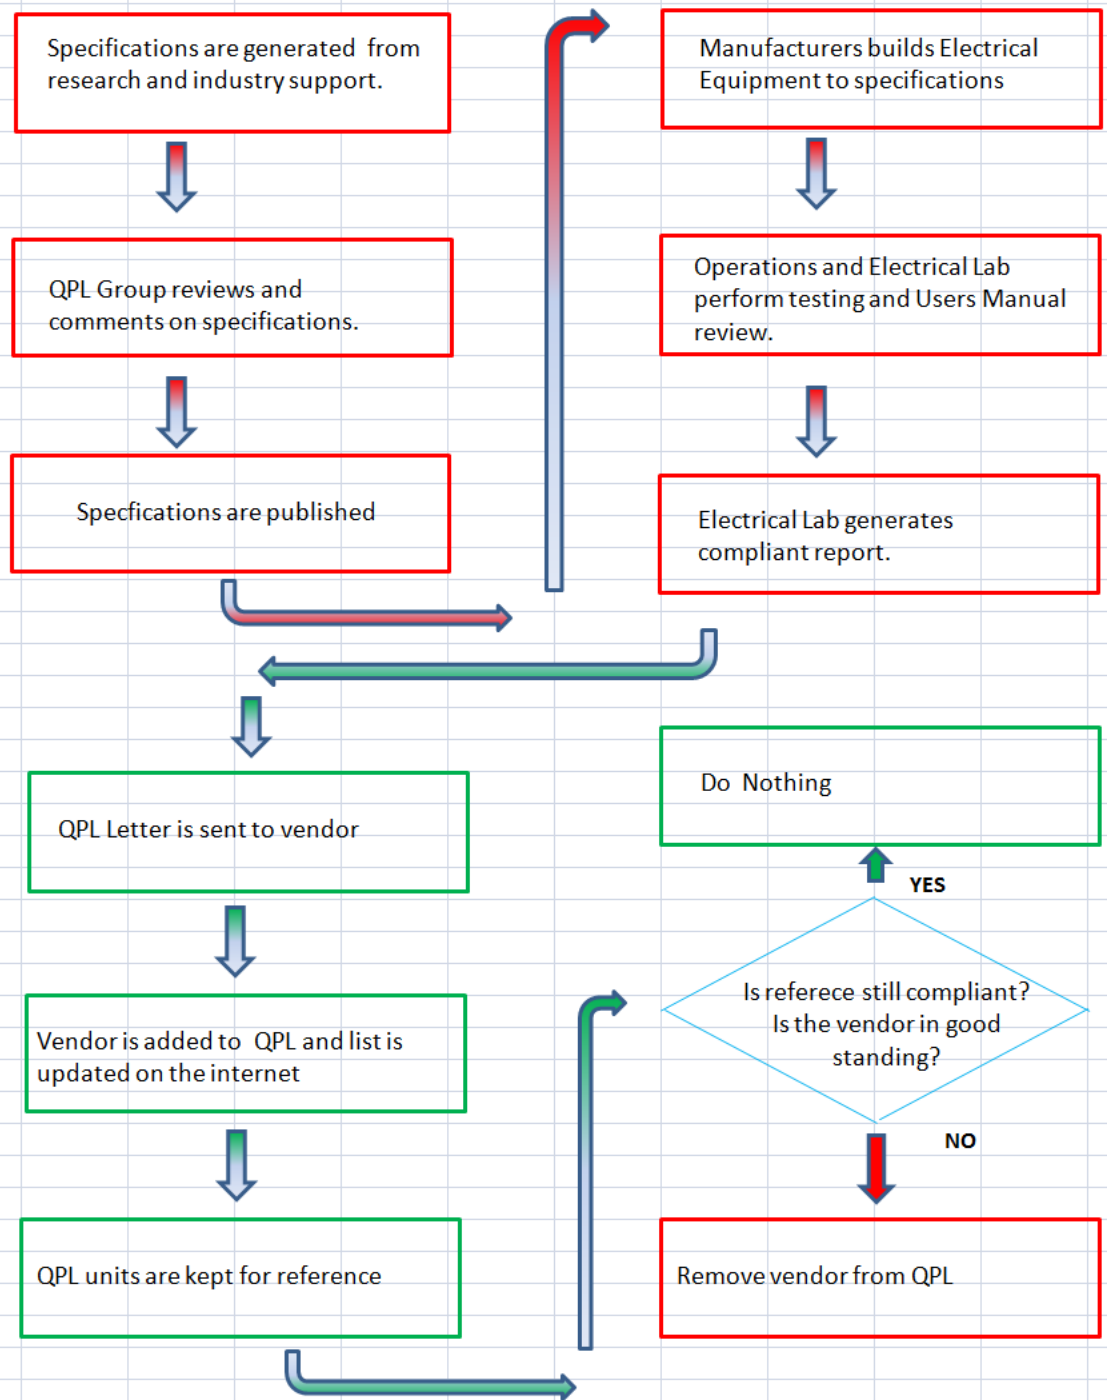 Specifications are generated  from
research and industry support.
QPL Group reviews and
comments on specifications.
Specfications are published
Manufacturers builds Electrical
Equipment to specifications
Operations and Electrical Lab
perform testing and Users Manual
review.
Electrical Lab generates
compliant report.
QPL Letter is sent to vendor
Vendor is added to  QPL and list is
updated on the internet
QPL units are kept for reference
Do  Nothing
YES
Is referece still compliant?
Is the vendor in good
standing?
NO
Remove vendor from QPL